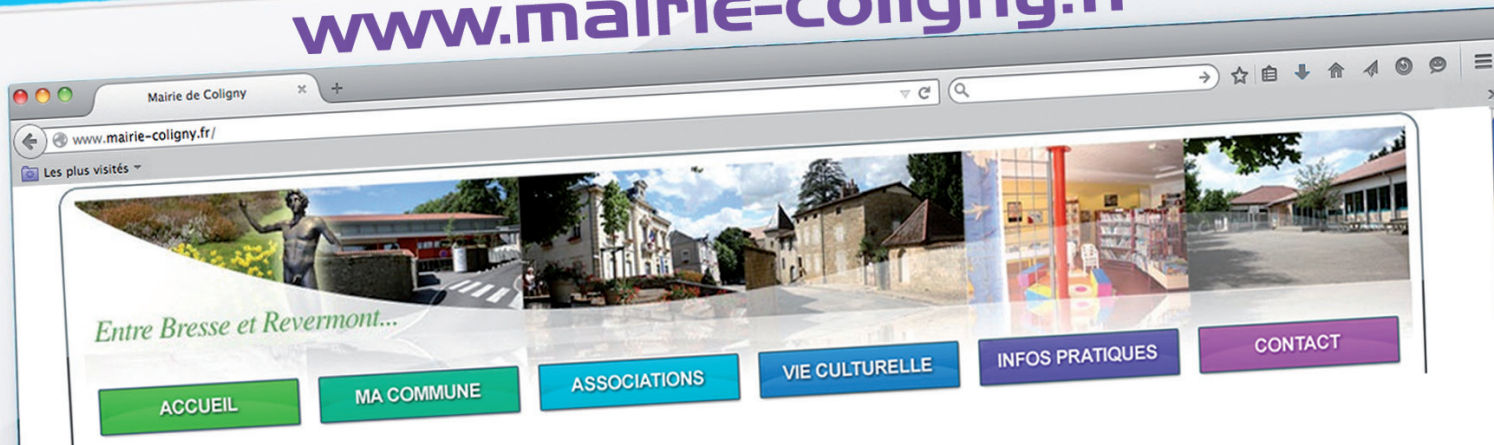 www.mairie-coligny.fr
Mairie de Coligny
www.mairie-coligny.fr/
Les plus visités
Entre Bresse et Revermont...
ACCUEIL
MA COMMUNE
ASSOCIATIONS
VIE CULTURELLE
INFOS PRATIQUES
CONTACT